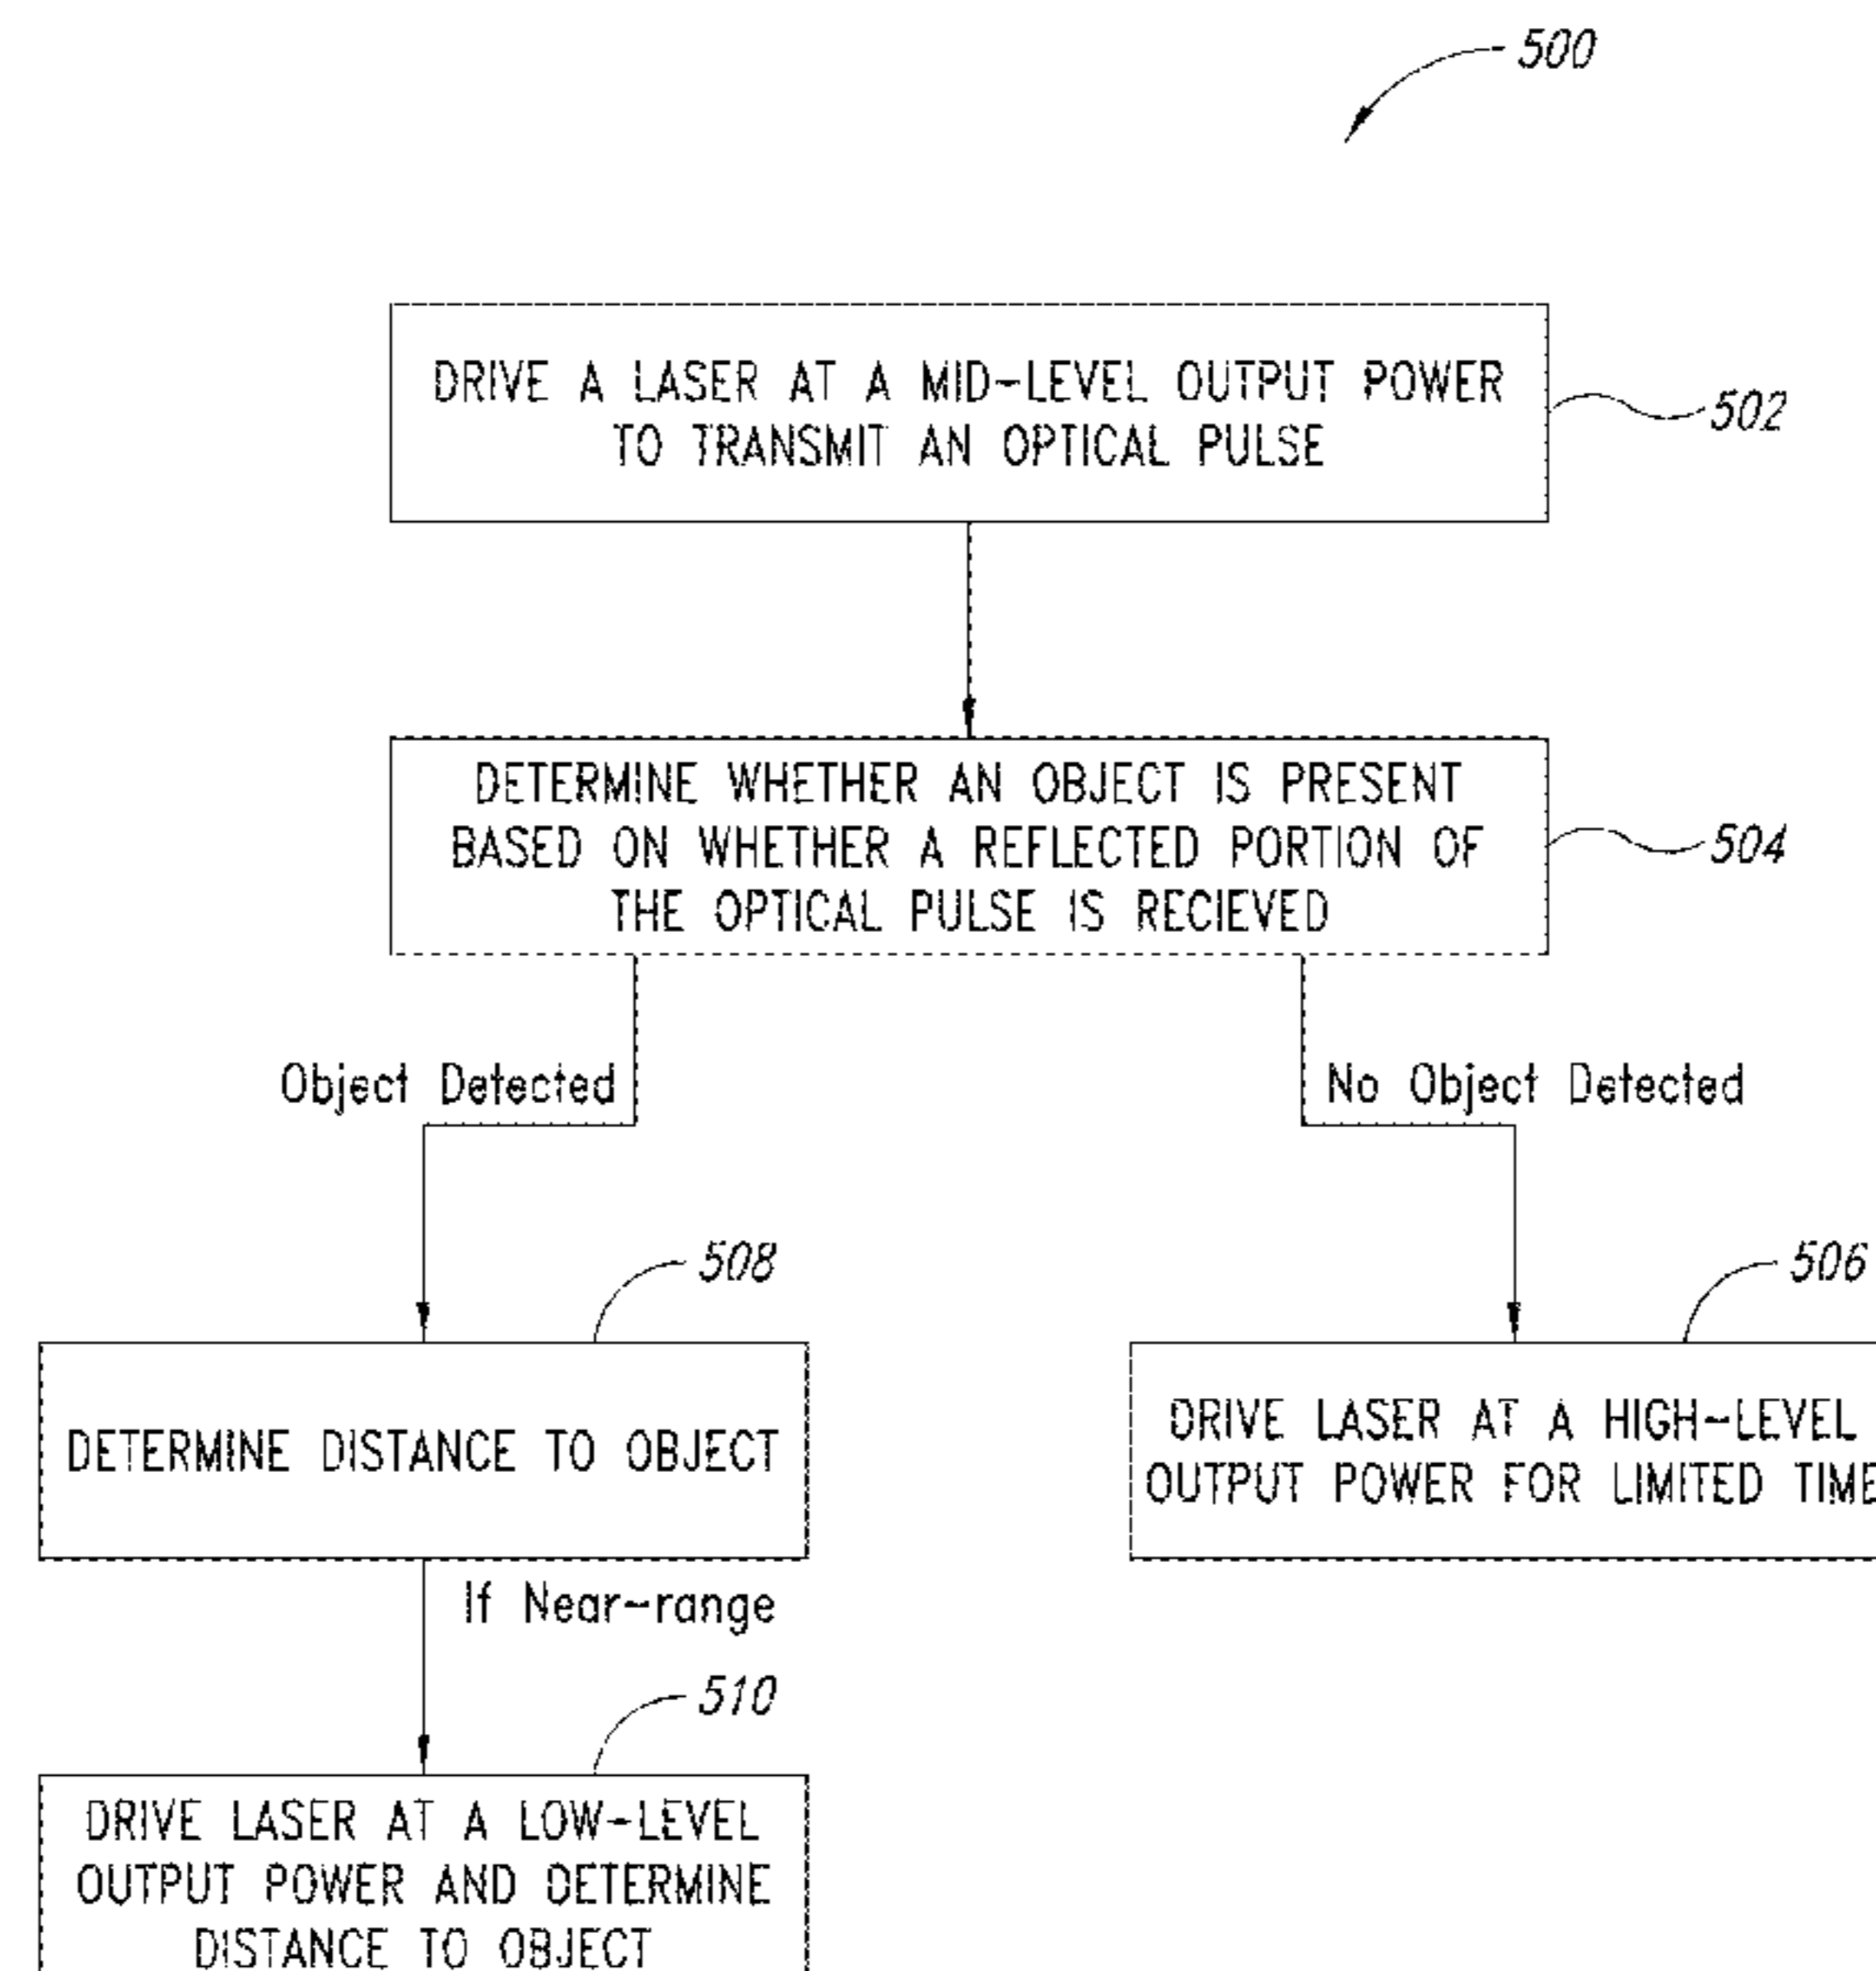 500
DRIVE A LASER AT A MID-LEVEL OUTPUT POWER
TO TRANSMIT AN OPTICAL PULSE
502
DETERMINE WHETHER AN OBJECT IS PRESENT
BASED ON WHETHER A REFLECTED PORTION OF
THE OPTICAL PULSE IS RECIEVED
504
Object Detected
No Object Detected
508
506
DETERMINE DISTANCE TO OBJECT
DRIVE LASER AT A HIGH-LEVEL
OUTPUT POWER FOR LIMITED TIME
If Near-range
510
DRIVE LASER AT A LOW-LEVEL
OUTPUT POWER AND DETERMINE
DISTANCE TO OBJECT